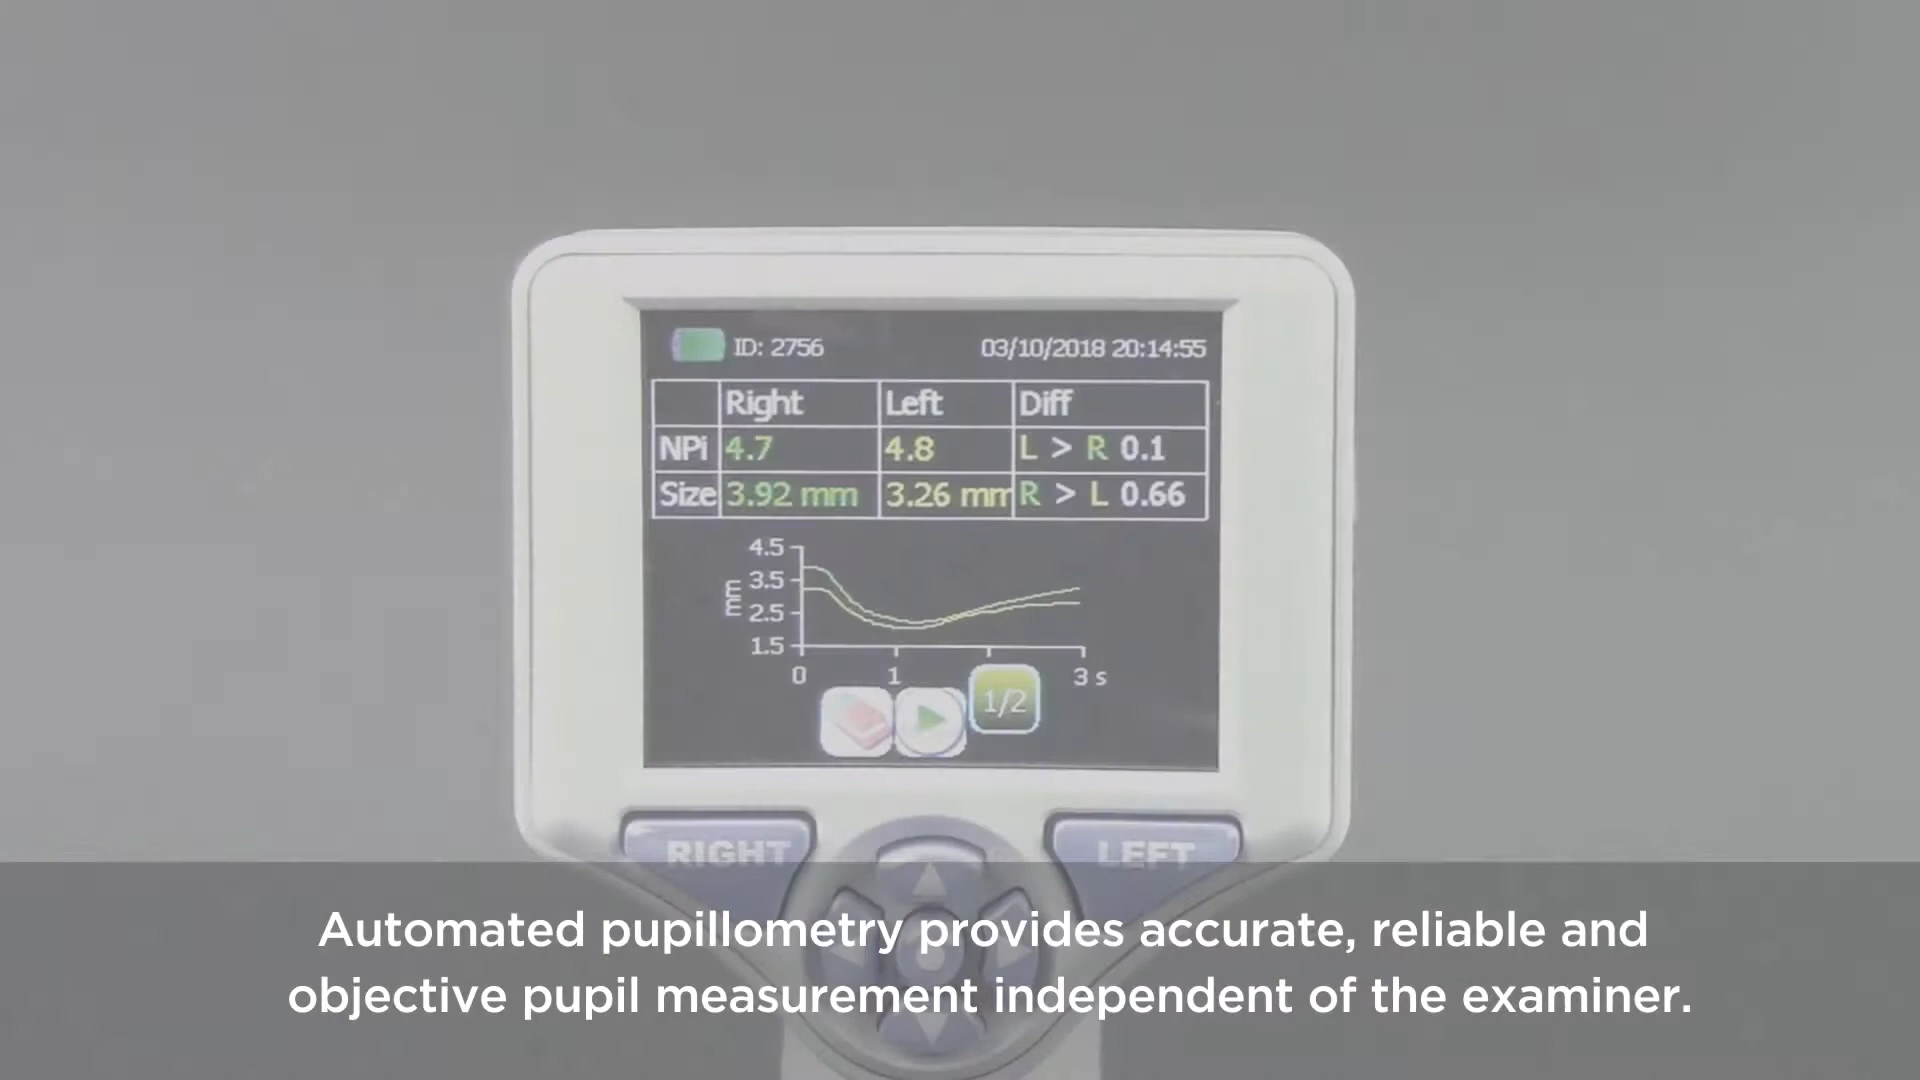 ID: 2756 03/10/2018 20:14:55
Right Left Diff
NPi 4.7 4.8 L > R 0.1
Size 3.92 mm 3.26 mm R > L 0.66
4.5
3.5
mm
2.5
1.5
0 1 3 s
1/2
RIGHT LEFT
Automated pupillometry provides accurate, reliable and
objective pupil measurement independent of the examiner.